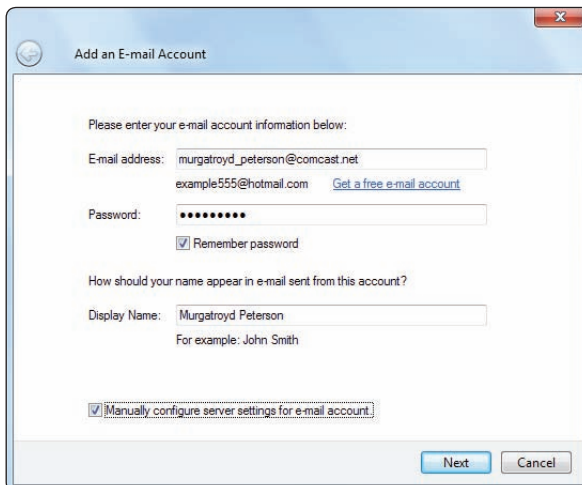 Add an E-mail Account
Please enter your e-mail account information below:
E-mail address: murgatroyd_peterson@comcast.net
example555@hotmail.com Get a free e-mail account
Password: •••••••••
Remember password
How should your name appear in e-mail sent from this account?
Display Name: Murgatroyd Peterson
For example: John Smith
Manually configure server settings for e-mail account.
Next Cancel